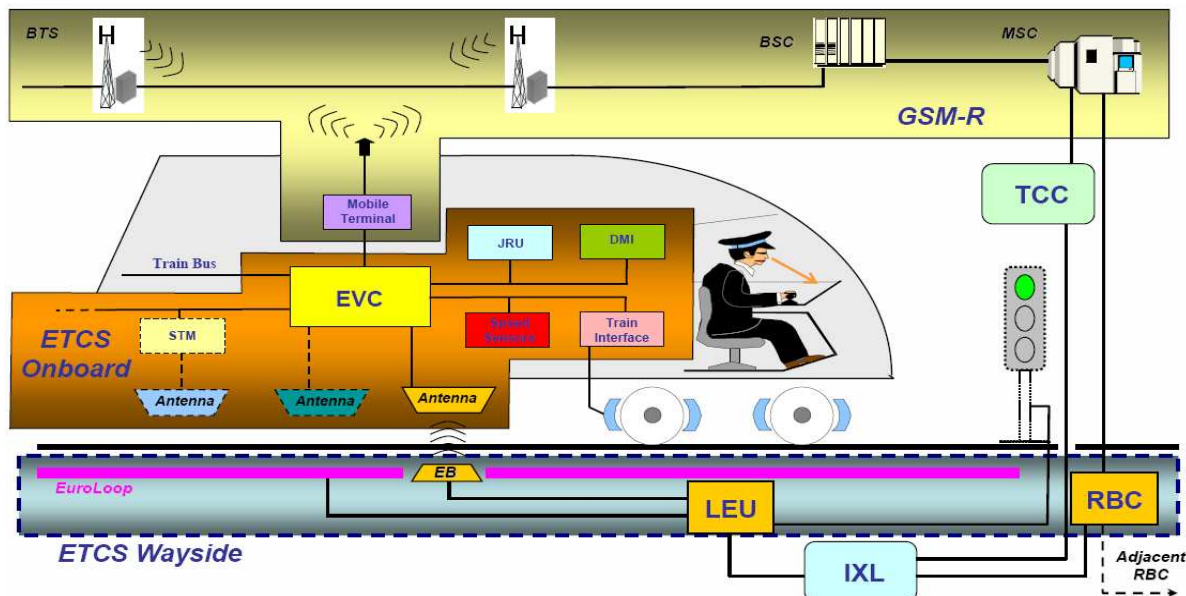 BTS
BSC
MSC
GSM-R
TCC
Mobile
Terminal
JRU
DMI
Train Bus
EVC
ETCS
Onboard
STM
Speed
Sensors
Train
Interface
Antenna
Antenna
Antenna
EB
EuroLoop
LEU
RBC
ETCS Wayside
IXL
Adjacent
RBC